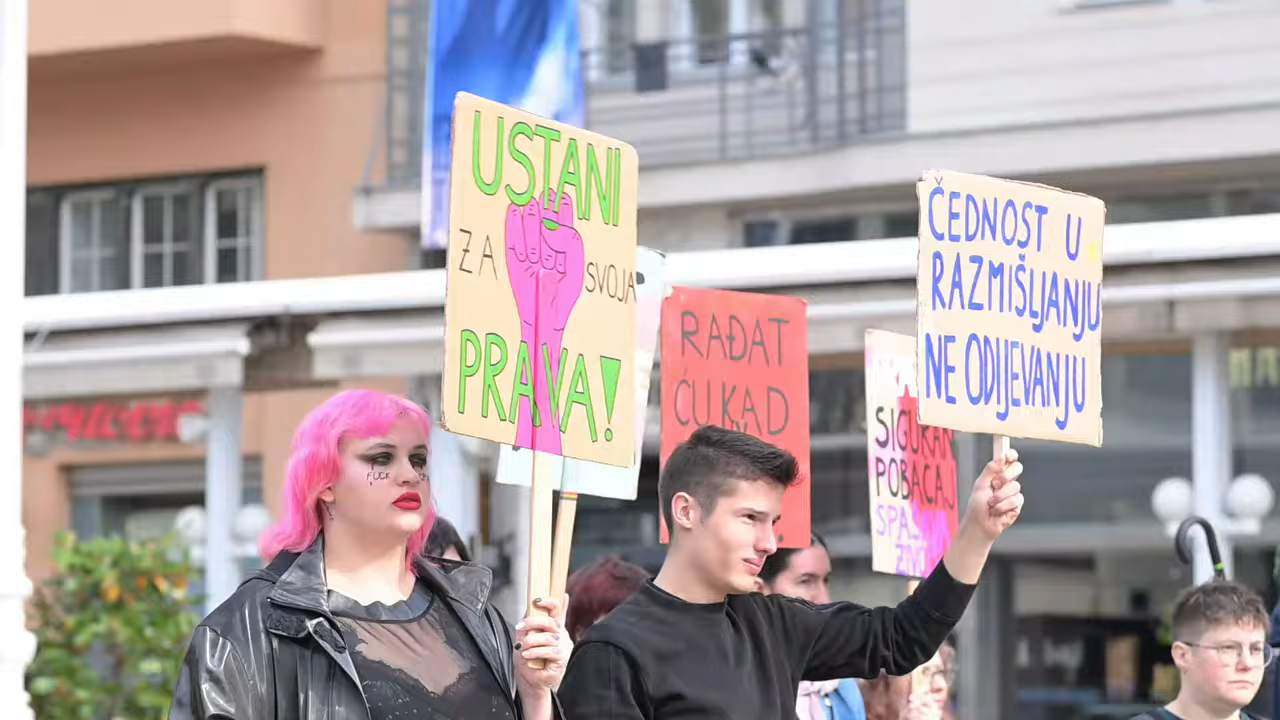 USTANI
ZA
SVOJA
PRAVA!
RAĐAT
ĆU KAD
SIGURAN
POBAČAJ
ČEDNOST U
RAZMIŠLJANJU
NE ODIJEVANJU
FUCK